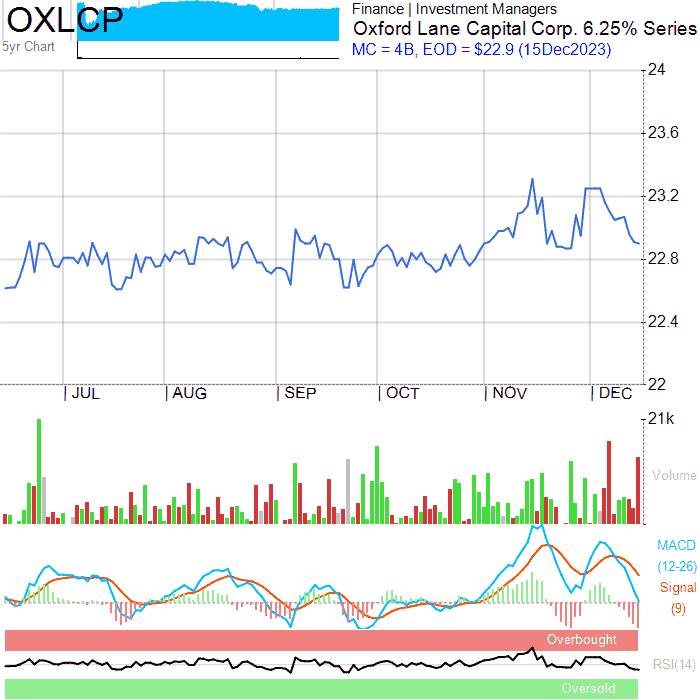 OXLCP
5yr Chart
Finance | Investment Managers
Oxford Lane Capital Corp. 6.25% Series
MC = 4B, EOD = $22.9 (15Dec2023)
24
23.6
23.2
22.8
22.4
22
| JUL | AUG | SEP | OCT | NOV | DEC
21k
Volume
MACD
(12-26)
Signal
(9)
Overbought
RSI(14)
Oversold